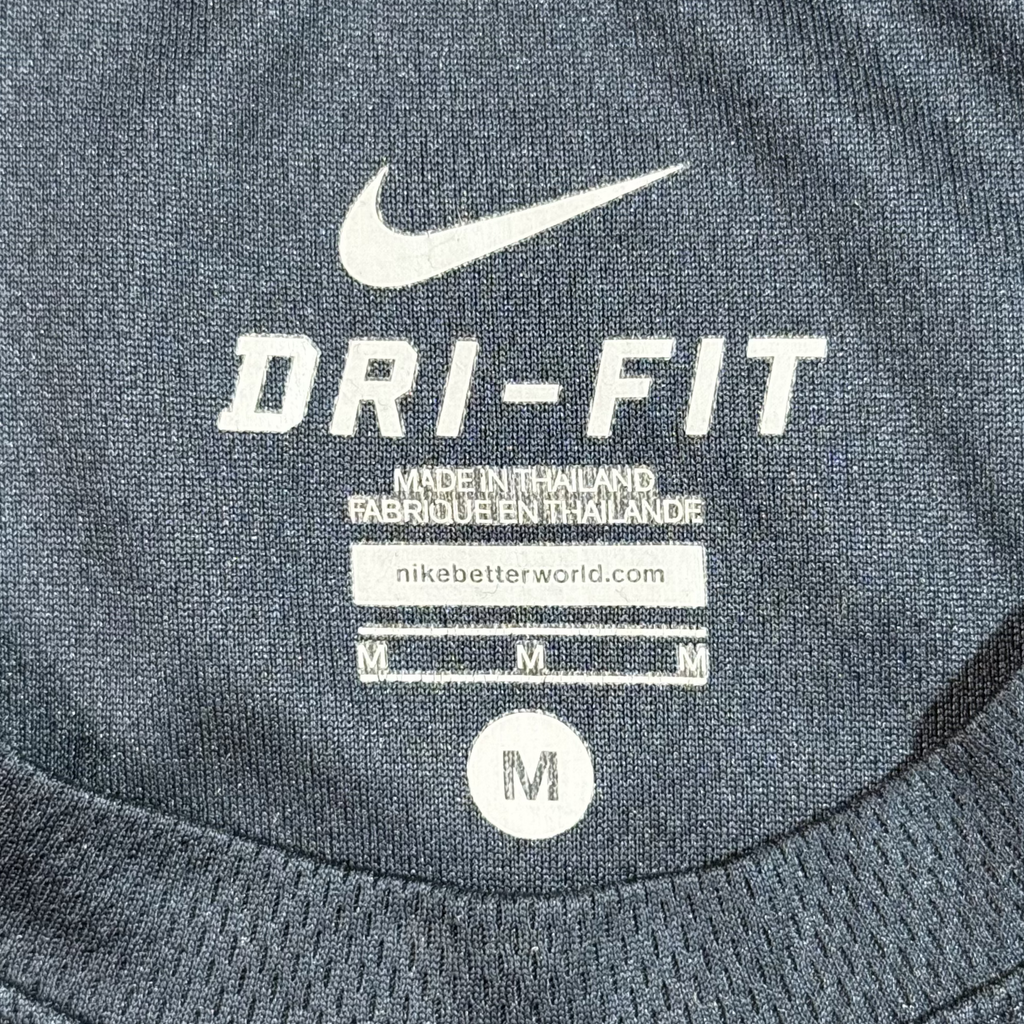 DRI-FIT
MADE IN THAILAND
FABRIQUE EN THAILANDE
nikebetterworld.com
M M M
M